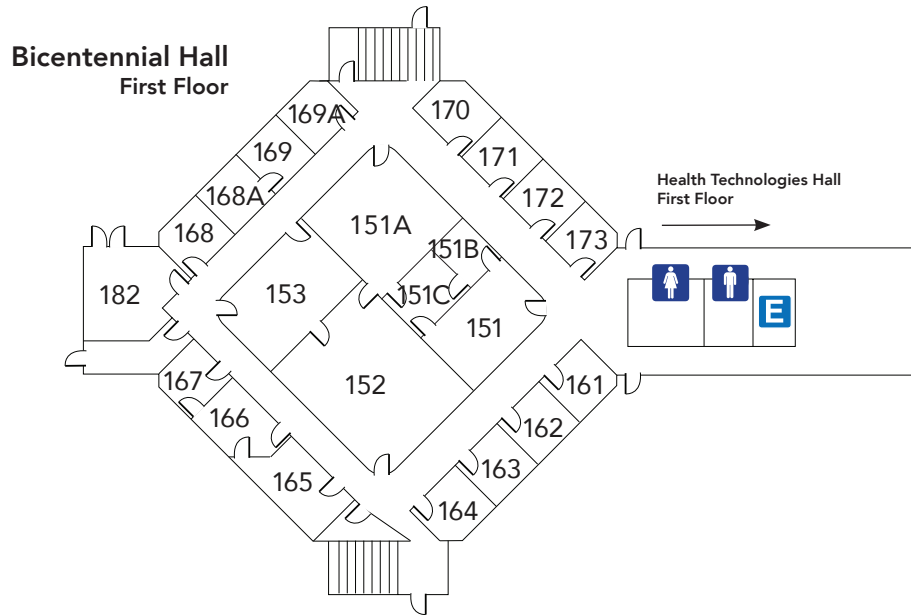 Bicentennial Hall
First Floor
169A
170
169
171
168A
172
Health Technologies Hall
First Floor
168
151A
151B
173
182
153
151C
151
E
152
167
161
166
162
163
165
164